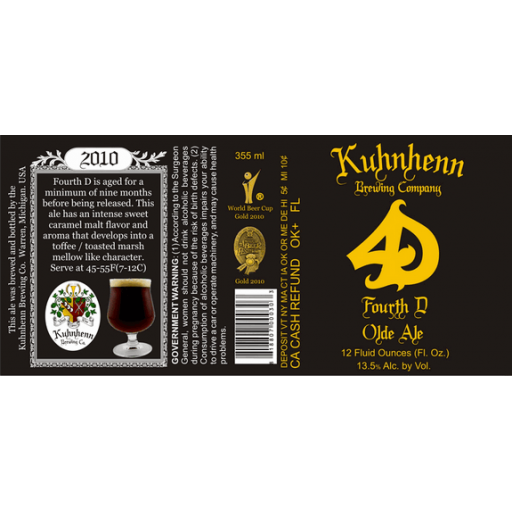 This ale was brewed and bottled by the
Kuhnhenn Brewing Co. Warren, Michigan. USA
2010
Fourth D is aged for a
minimum of nine months
before being released. This
ale has an intense sweet
caramel malt flavor and
aroma that develops into a
toffee / toasted marsh
mellow like character.
Serve at 45-55F(7-12C)
Kuhnhenn
Brewing Co.
GOVERNMENT WARNING: (1) According to the Surgeon
General, women should not drink alcoholic beverages
during pregnancy because of the risk of birth defects. (2)
Consumption of alcoholic beverages impairs your ability
to drive a car or operate machinery, and may cause health
problems.
355 ml
World Beer Cup
Gold 2010
Gold 2010
DEPOSIT VT NY MA CT IA OK OR ME DE HI 5¢ MI 10¢
CA CASH REFUND OK+ FL
Kuhnhenn
Brewing Company
4D
Fourth D
Olde Ale
12 Fluid Ounces (Fl. Oz.)
13.5% Alc. by Vol.